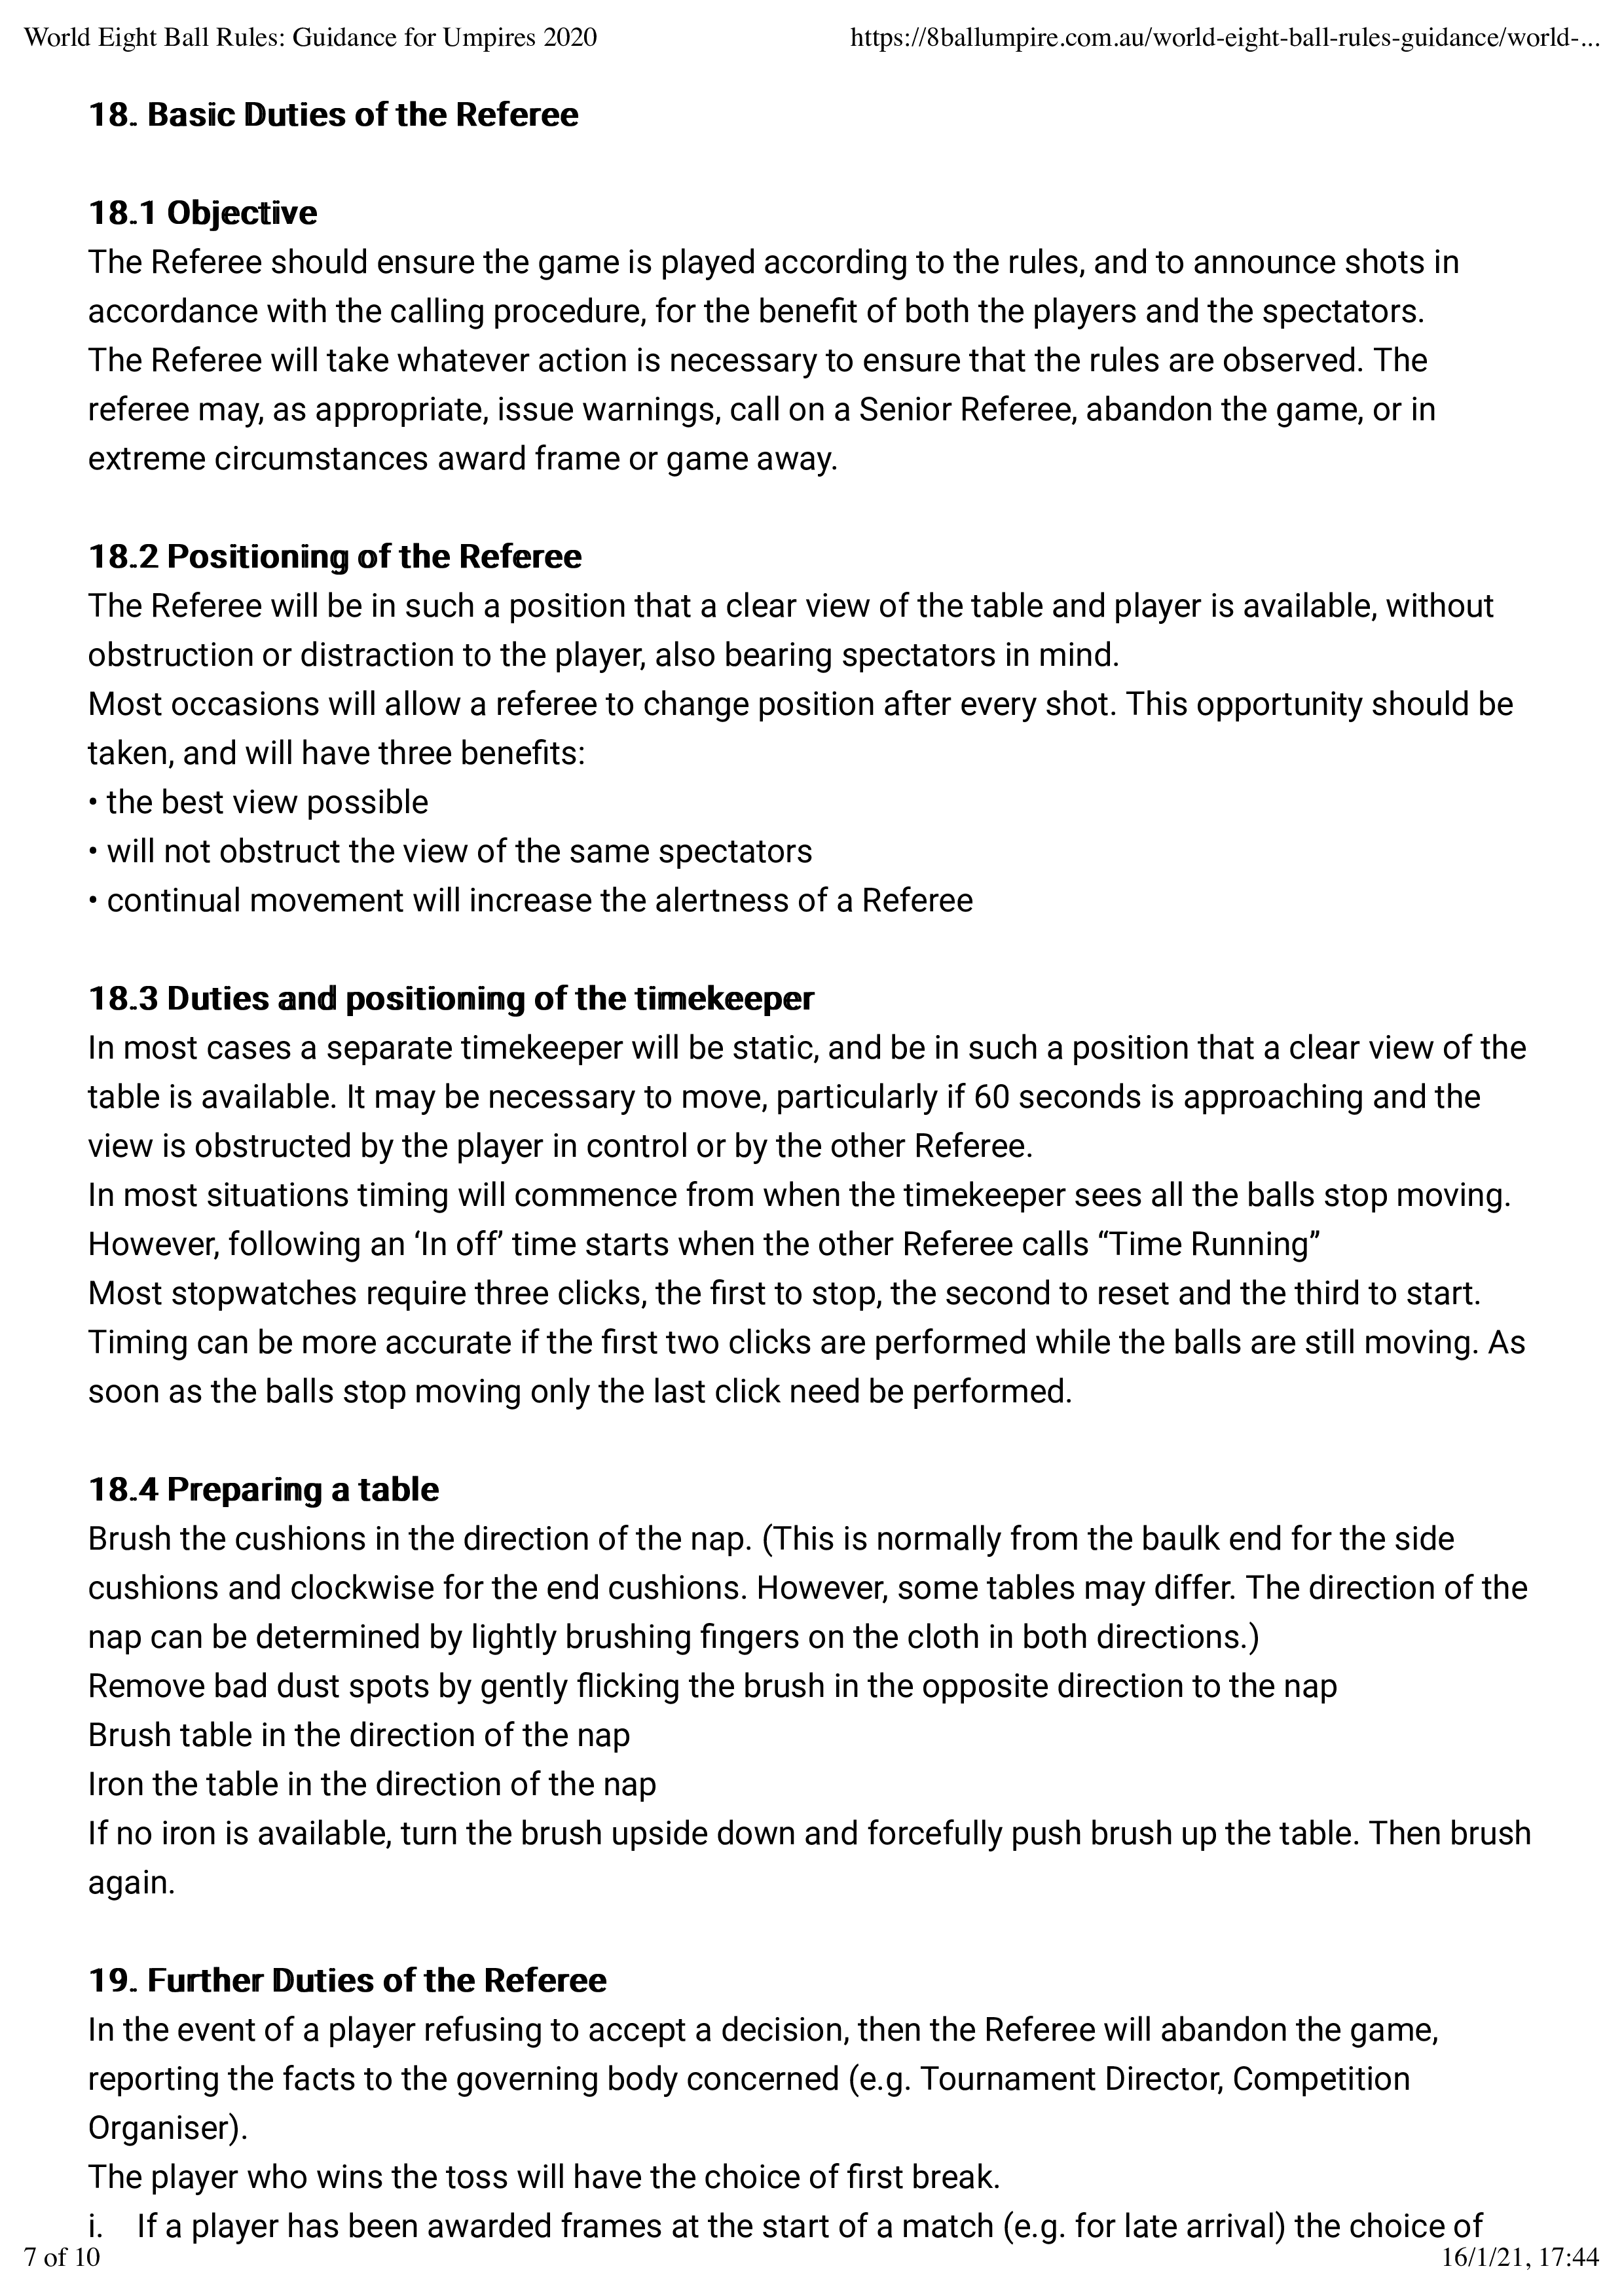 World Eight Ball Rules: Guidance for Umpires 2020
https://8ballumpire.com.au/world-eight-ball-rules-guidance/world-...
18. Basic Duties of the Referee
18.1 Objective
The Referee should ensure the game is played according to the rules, and to announce shots in
accordance with the calling procedure, for the benefit of both the players and the spectators.
The Referee will take whatever action is necessary to ensure that the rules are observed. The
referee may, as appropriate, issue warnings, call on a Senior Referee, abandon the game, or in
extreme circumstances award frame or game away.
18.2 Positioning of the Referee
The Referee will be in such a position that a clear view of the table and player is available, without
obstruction or distraction to the player, also bearing spectators in mind.
Most occasions will allow a referee to change position after every shot. This opportunity should be
taken, and will have three benefits:
• the best view possible
• will not obstruct the view of the same spectators
• continual movement will increase the alertness of a Referee
18.3 Duties and positioning of the timekeeper
In most cases a separate timekeeper will be static, and be in such a position that a clear view of the
table is available. It may be necessary to move, particularly if 60 seconds is approaching and the
view is obstructed by the player in control or by the other Referee.
In most situations timing will commence from when the timekeeper sees all the balls stop moving.
However, following an ‘In off’ time starts when the other Referee calls “Time Running”
Most stopwatches require three clicks, the first to stop, the second to reset and the third to start.
Timing can be more accurate if the first two clicks are performed while the balls are still moving. As
soon as the balls stop moving only the last click need be performed.
18.4 Preparing a table
Brush the cushions in the direction of the nap. (This is normally from the baulk end for the side
cushions and clockwise for the end cushions. However, some tables may differ. The direction of the
nap can be determined by lightly brushing fingers on the cloth in both directions.)
Remove bad dust spots by gently flicking the brush in the opposite direction to the nap
Brush table in the direction of the nap
Iron the table in the direction of the nap
If no iron is available, turn the brush upside down and forcefully push brush up the table. Then brush
again.
19. Further Duties of the Referee
In the event of a player refusing to accept a decision, then the Referee will abandon the game,
reporting the facts to the governing body concerned (e.g. Tournament Director, Competition
Organiser).
The player who wins the toss will have the choice of first break.
i. If a player has been awarded frames at the start of a match (e.g. for late arrival) the choice of
7 of 10
16/1/21, 17:44